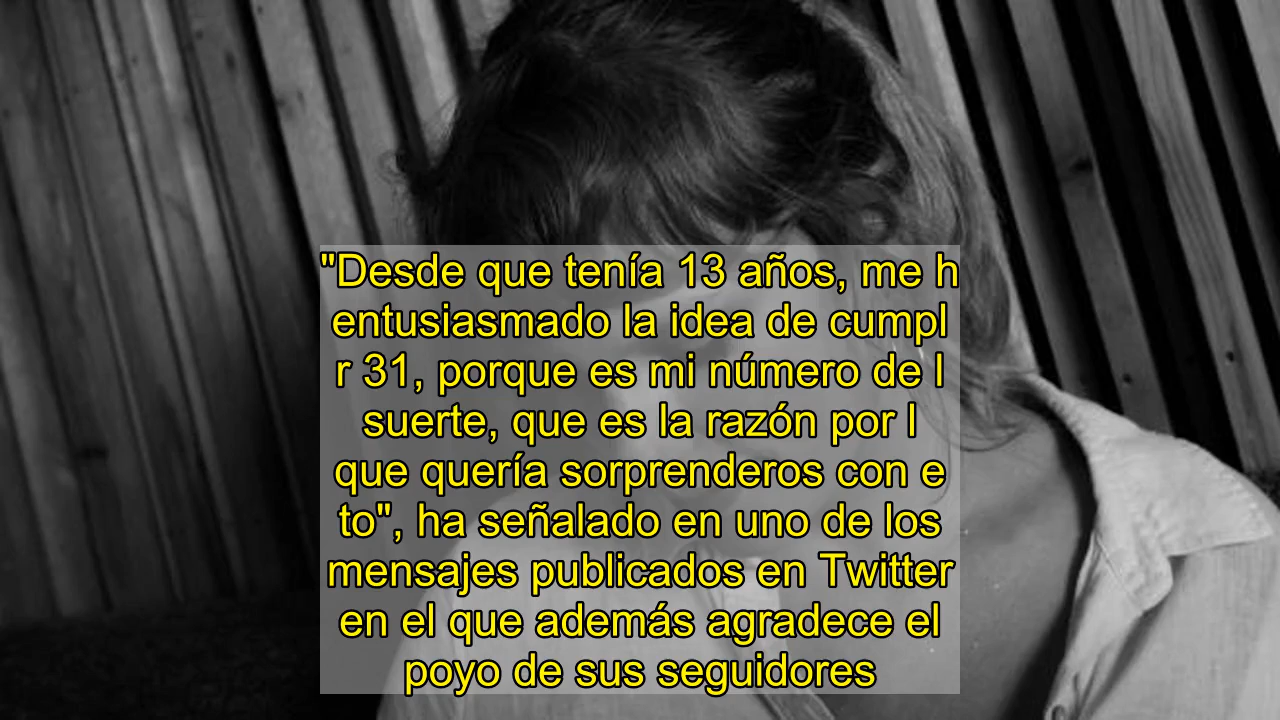 "Desde que tenía 13 años, me h
entusiasmado la idea de cumpl
r 31, porque es mi número de l
suerte, que es la razón por l
que quería sorprenderos con e
to", ha señalado en uno de los
mensajes publicados en Twitter
en el que además agradece el
poyo de sus seguidores